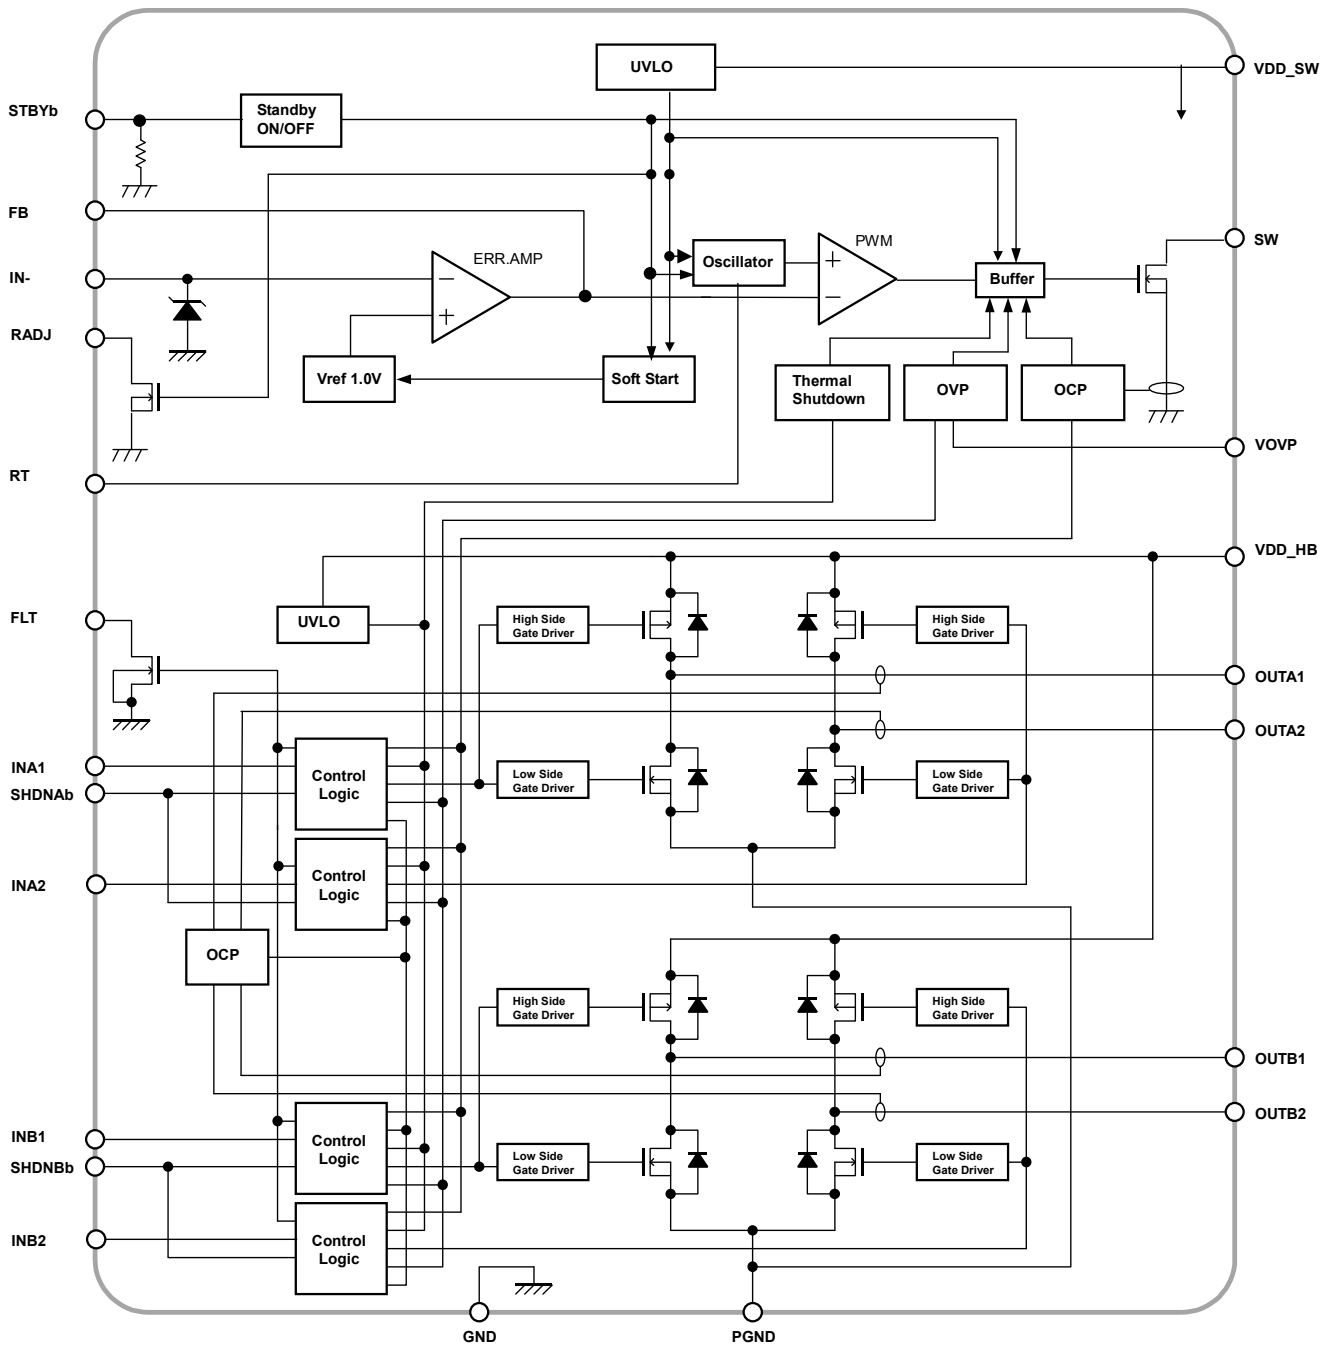 UVLO
VDD_SW
STBYb
Standby
ON/OFF
FB
SW
ERR.AMP
PWM
IN-
Oscillator
Buffer
RADJ
Vref 1.0V
Soft Start
Thermal
Shutdown
OVP
OCP
VOVP
RT
VDD_HB
FLT
UVLO
High Side
Gate Driver
High Side
Gate Driver
OUTA1
OUTA2
INA1
SHDNAb
Control
Logic
Low Side
Gate Driver
Low Side
Gate Driver
INA2
Control
Logic
OCP
High Side
Gate Driver
High Side
Gate Driver
OUTB1
OUTB2
INB1
SHDNBb
Control
Logic
Low Side
Gate Driver
Low Side
Gate Driver
INB2
Control
Logic
GND
PGND